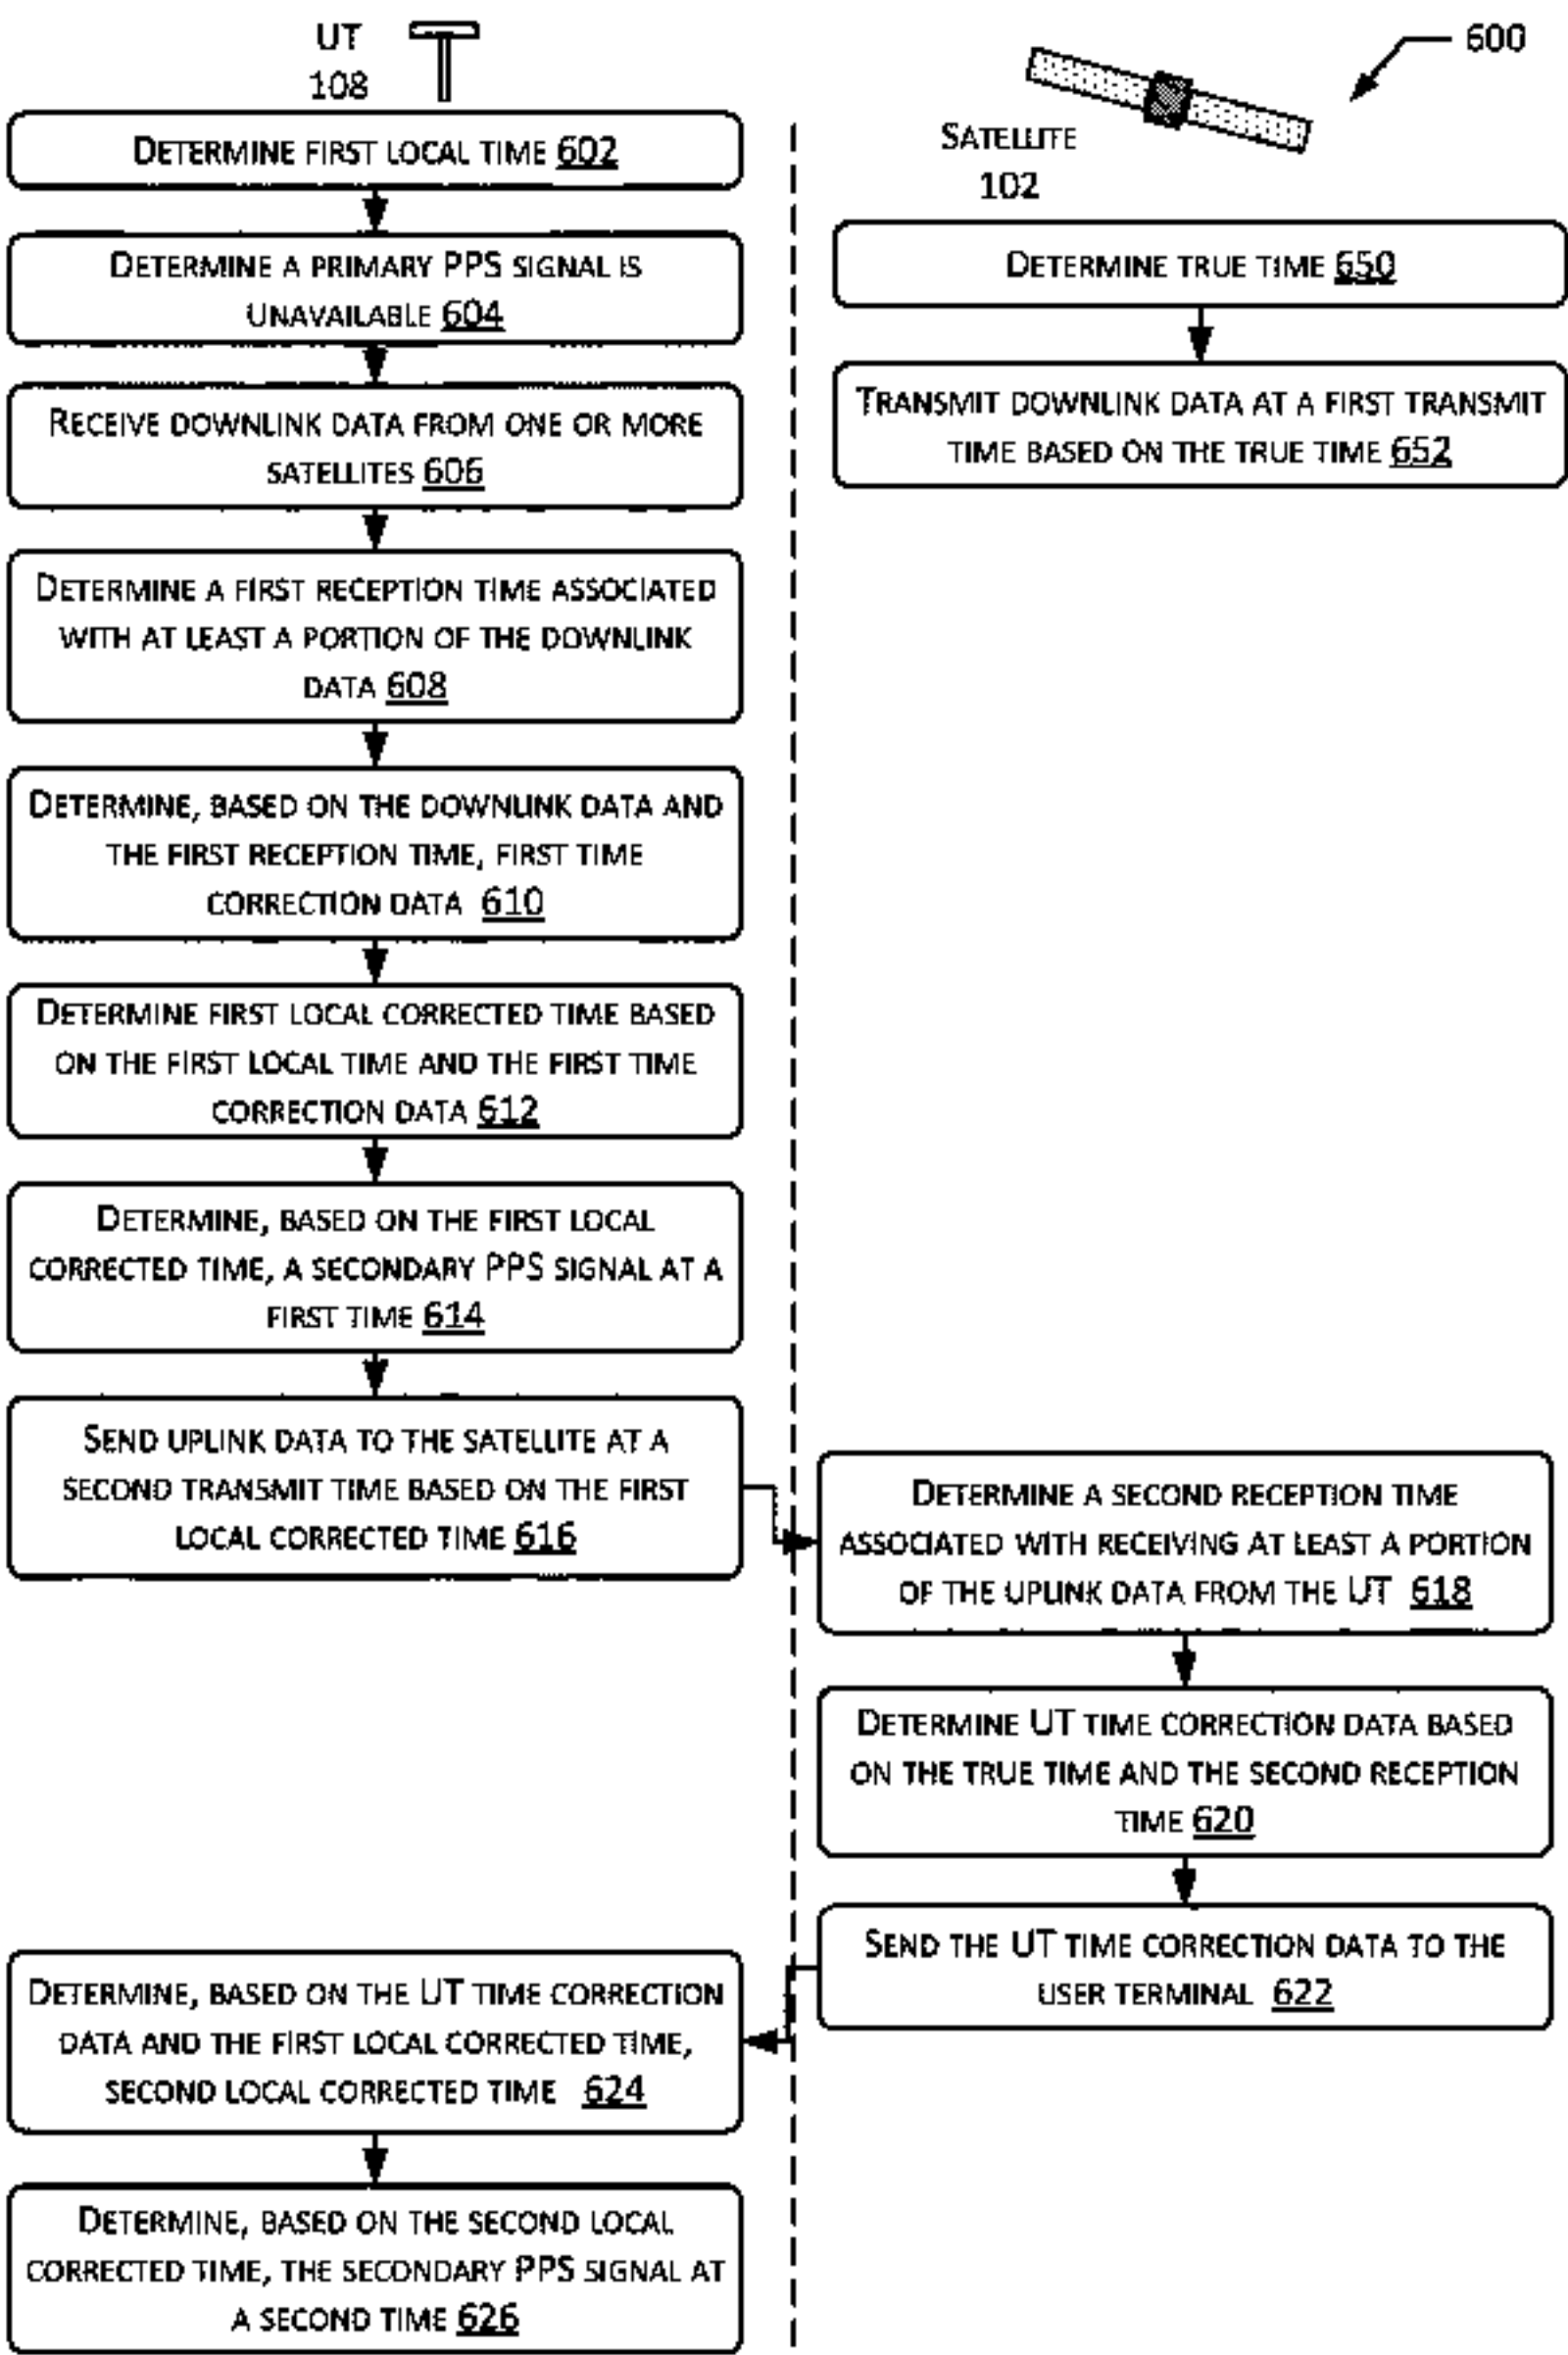 UT
108
600
SATELLITE
102
DETERMINE FIRST LOCAL TIME 602
DETERMINE A PRIMARY PPS SIGNAL IS
UNAVAILABLE 604
RECEIVE DOWNLINK DATA FROM ONE OR MORE
SATELLITES 606
DETERMINE A FIRST RECEPTION TIME ASSOCIATED
WITH AT LEAST A PORTION OF THE DOWNLINK
DATA 608
DETERMINE, BASED ON THE DOWNLINK DATA AND
THE FIRST RECEPTION TIME, FIRST TIME
CORRECTION DATA 610
DETERMINE FIRST LOCAL CORRECTED TIME BASED
ON THE FIRST LOCAL TIME AND THE FIRST TIME
CORRECTION DATA 612
DETERMINE, BASED ON THE FIRST LOCAL
CORRECTED TIME, A SECONDARY PPS SIGNAL AT A
FIRST TIME 614
SEND UPLINK DATA TO THE SATELLITE AT A
SECOND TRANSMIT TIME BASED ON THE FIRST
LOCAL CORRECTED TIME 616
DETERMINE TRUE TIME 650
TRANSMIT DOWNLINK DATA AT A FIRST TRANSMIT
TIME BASED ON THE TRUE TIME 652
DETERMINE A SECOND RECEPTION TIME
ASSOCIATED WITH RECEIVING AT LEAST A PORTION
OF THE UPLINK DATA FROM THE UT 618
DETERMINE UT TIME CORRECTION DATA BASED
ON THE TRUE TIME AND THE SECOND RECEPTION
TIME 620
SEND THE UT TIME CORRECTION DATA TO THE
USER TERMINAL 622
DETERMINE, BASED ON THE UT TIME CORRECTION
DATA AND THE FIRST LOCAL CORRECTED TIME,
SECOND LOCAL CORRECTED TIME 624
DETERMINE, BASED ON THE SECOND LOCAL
CORRECTED TIME, THE SECONDARY PPS SIGNAL AT
A SECOND TIME 626